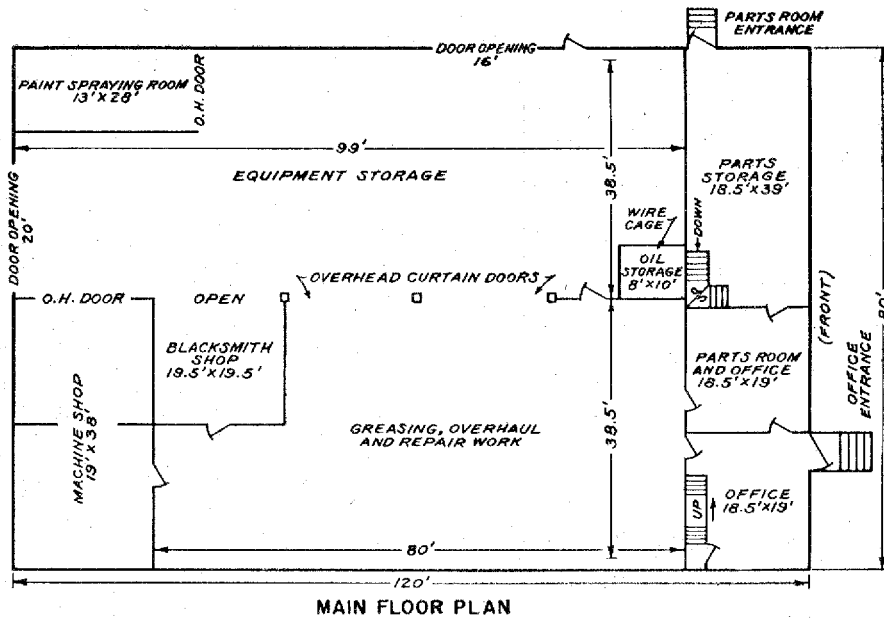 PARTS ROOM
ENTRANCE
DOOR OPENING
16'
PAINT SPRAYING ROOM
13'X28'
O.H. DOOR
99'
38.5'
EQUIPMENT STORAGE
PARTS
STORAGE
18.5'X39'
DOOR OPENING
20'
WIRE
CAGE
DOWN
OIL
STORAGE
8'X10'
OVERHEAD CURTAIN DOORS
UP
O.H. DOOR
OPEN
(FRONT)
80'
BLACKSMITH
SHOP
19.5'X19.5'
PARTS ROOM
AND OFFICE
18.5'X19'
OFFICE
ENTRANCE
MACHINE SHOP
19'X38'
GREASING, OVERHAUL
AND REPAIR WORK
38.5'
OFFICE
18.5'X19'
UP
80'
120'
MAIN FLOOR PLAN